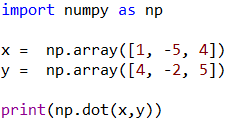 import numpy as np
x =  np.array([1, -5, 4])
y =  np.array([4, -2, 5])
print(np.dot(x,y))